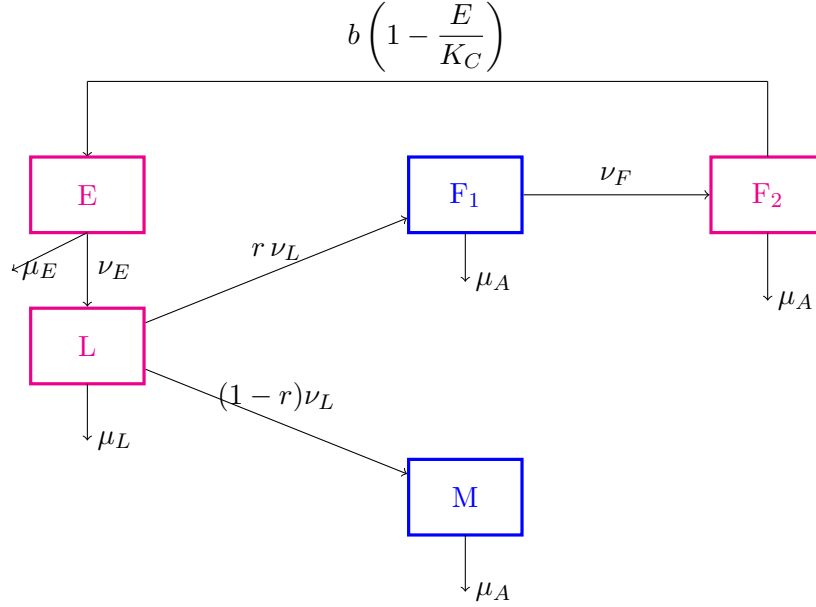 b(1 - E/K_C)
E
F₁
ν_F
F₂
μ_E
ν_E
r ν_L
μ_A
μ_A
L
(1 − r)ν_L
μ_L
M
μ_A